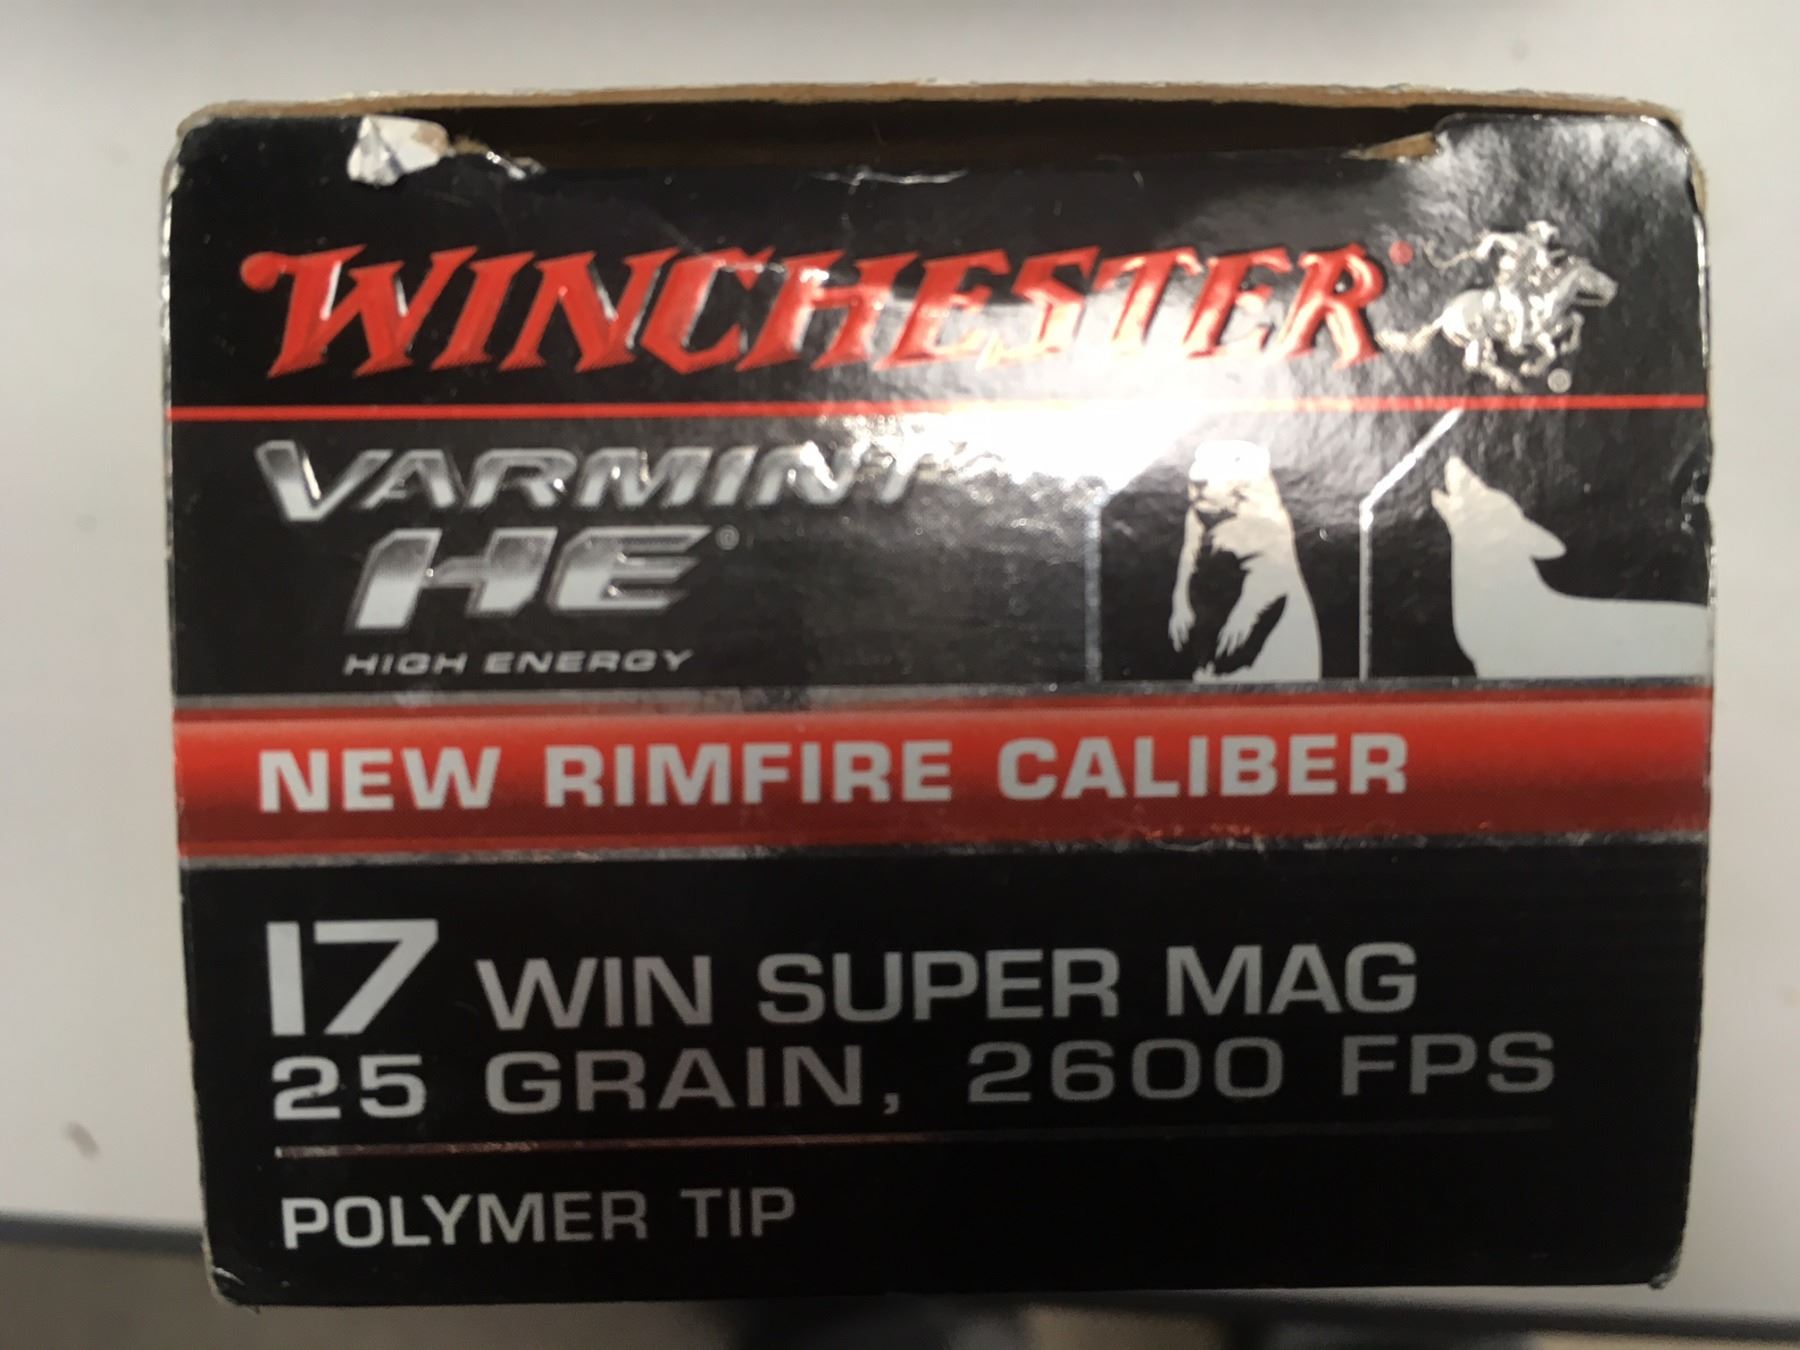 WINCHESTER
VARMINT
HE®
HIGH ENERGY
NEW RIMFIRE CALIBER
17 WIN SUPER MAG
25 GRAIN, 2600 FPS
POLYMER TIP